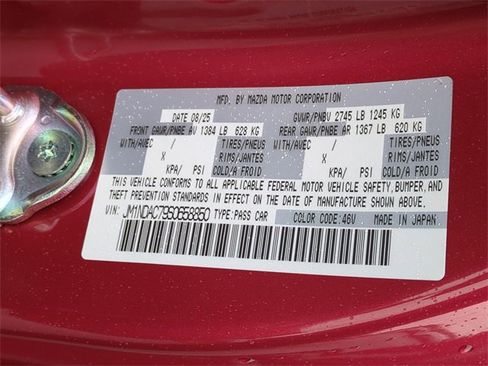 MFD. BY MAZDA MOTOR CORPORATION
DATE 08/25 GVWR/PNBV 2745 LB 1245 KG
FRONT GAWR/PNBE AV 1384 LB 628 KG REAR GAWR/PNBE AR 1367 LB 620 KG
WITH/AVEC / TIRES/PNEUS WITH/AVEC / TIRES/PNEUS
X RIMS/JANTES X RIMS/JANTES
KPA/ PSI COLD/A FROID KPA/ PSI COLD/A FROID
THIS VEHICLE CONFORMS TO ALL APPLICABLE FEDERAL MOTOR VEHICLE SAFETY, BUMPER, AND
THEFT PREVENTION STANDARDS IN EFFECT ON THE DATE OF MANUFACTURE SHOWN ABOVE.
VIN: JM1NDAC79S0658850 TYPE: PASS CAR COLOR CODE: 46V MADE IN JAPAN